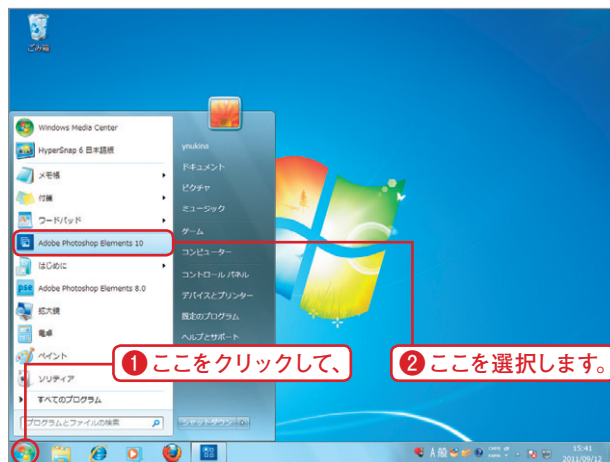 ごみ箱
Windows Media Center
HyperSnap 6 日本語版
メモ帳
付箋
ワードパッド
Adobe Photoshop Elements 10
はじめに
pse Adobe Photoshop Elements 8.0
拡大鏡
電卓
ペイント
ソリティア
すべてのプログラム
プログラムとファイルの検索
ynukina
ドキュメント
ピクチャ
ミュージック
ゲーム
コンピューター
コントロール パネル
デバイスとプリンター
既定のプログラム
ヘルプとサポート
シャットダウン
❶ここをクリックして、
❷ここを選択します。
A 般
15:41
2011/09/12